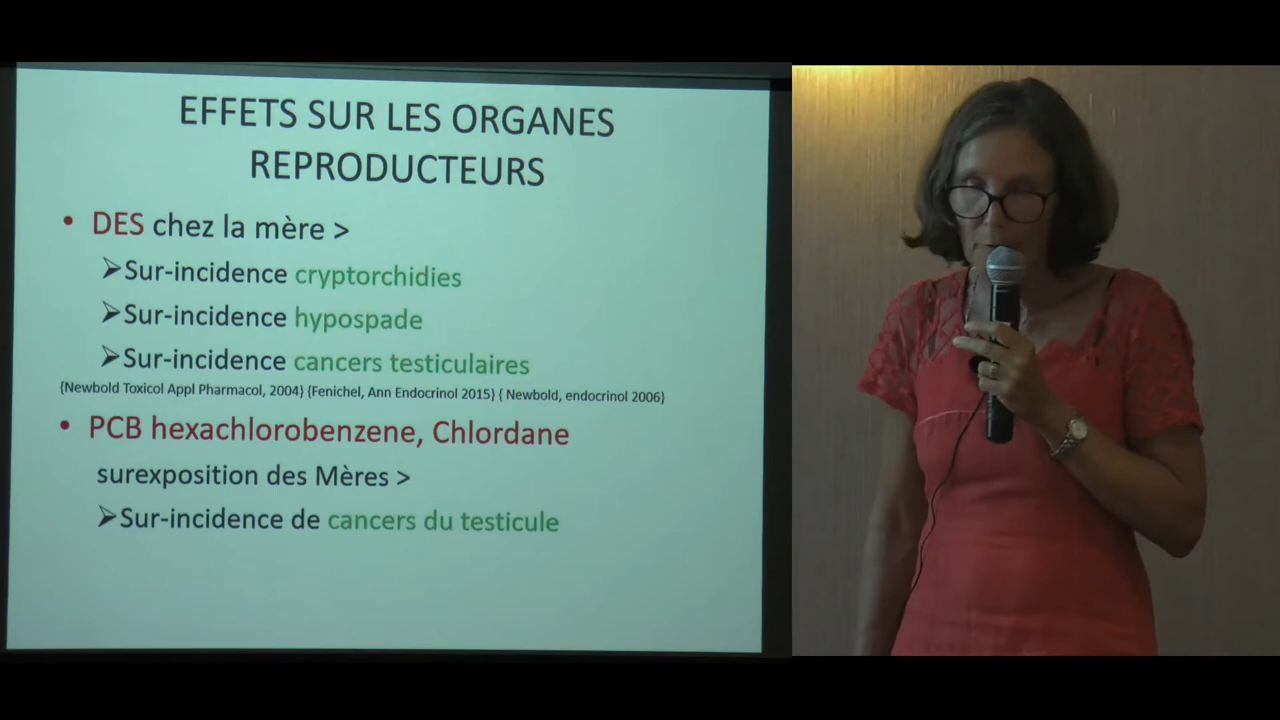 EFFETS SUR LES ORGANES
REPRODUCTEURS
• DES chez la mère >
➢Sur-incidence cryptorchidies
➢Sur-incidence hypospade
➢Sur-incidence cancers testiculaires
{Newbold Toxicol Appl Pharmacol, 2004} {Fenichel, Ann Endocrinol 2015} { Newbold, endocrinol 2006}
• PCB hexachlorobenzene, Chlordane
surexposition des Mères >
➢Sur-incidence de cancers du testicule